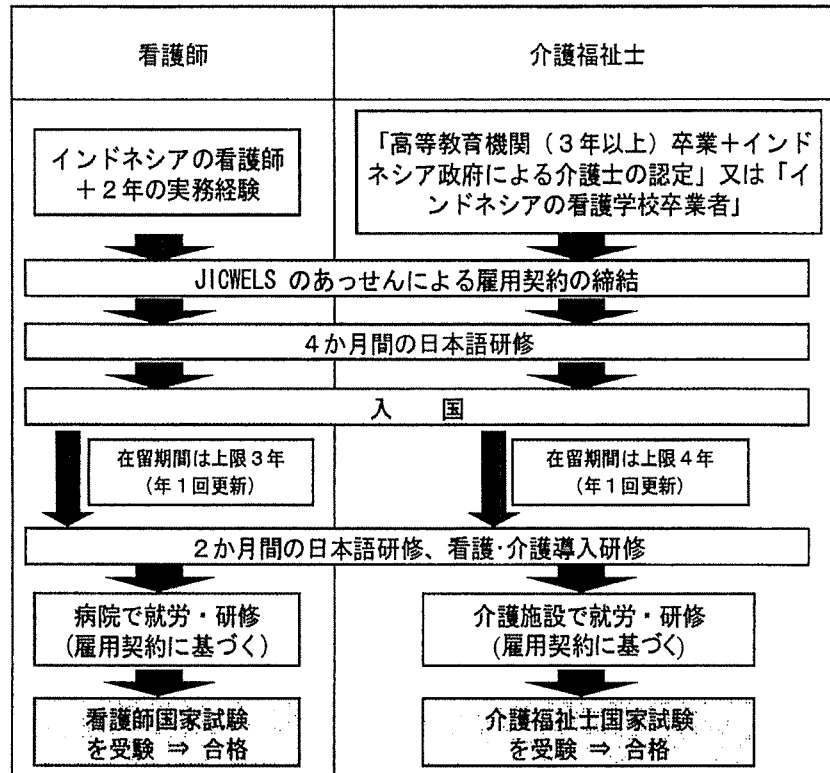 看護師
介護福祉士
インドネシアの看護師
＋２年の実務経験
「高等教育機関（３年以上）卒業＋インド
ネシア政府による介護士の認定」又は「イ
ンドネシアの看護学校卒業者」
JICWELS のあっせんによる雇用契約の締結
４か月間の日本語研修
入　国
在留期間は上限３年
(年１回更新)
在留期間は上限４年
(年１回更新)
２か月間の日本語研修、看護･介護導入研修
病院で就労・研修
(雇用契約に基づく)
介護施設で就労・研修
(雇用契約に基づく)
看護師国家試験
を受験 ⇒ 合格
介護福祉士国家試験
を受験 ⇒ 合格